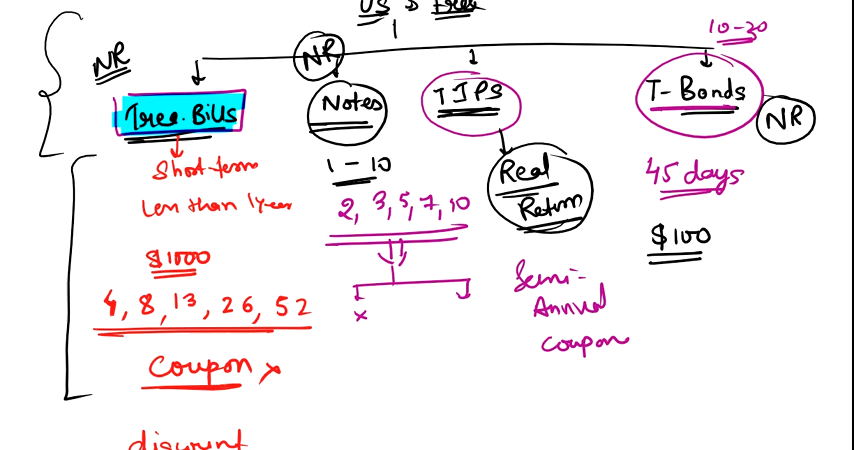 US $ Trea
10-30
NR
NR
Trea. Bills
Notes
TIPS
T-Bonds
NR
Short-term
Less than 1 year
$1000
4, 8, 13, 26, 52
Coupon x
discount
1 - 10
2, 3, 5, 7, 10
x
Real
Return
Semi-
Annual
Coupon
45 days
$100